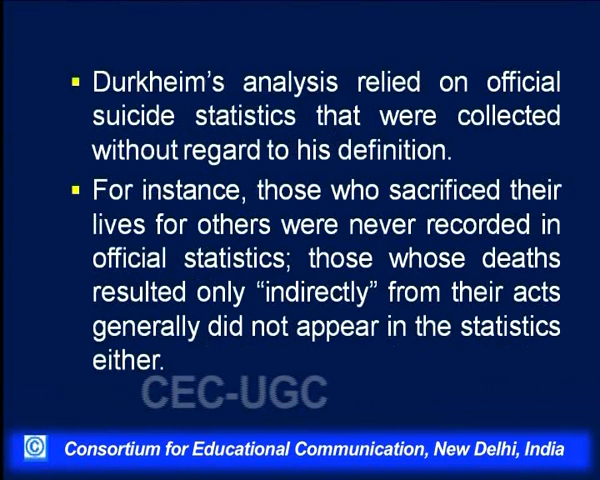 Durkheim's analysis relied on official
suicide statistics that were collected
without regard to his definition.
For instance, those who sacrificed their
lives for others were never recorded in
official statistics; those whose deaths
resulted only “indirectly” from their acts
generally did not appear in the statistics
either.
CEC-UGC
© Consortium for Educational Communication, New Delhi, India